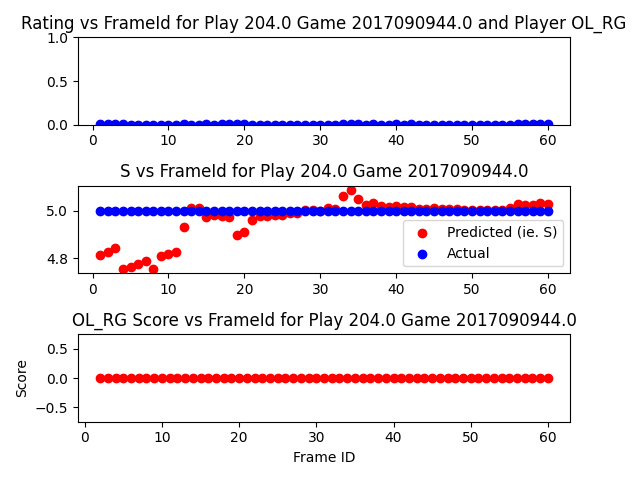 Rating vs FrameId for Play 204.0 Game 2017090944.0 and Player OL_RG
1.0
0.5
0.0
0 10 20 30 40 50 60
S vs FrameId for Play 204.0 Game 2017090944.0
5.0
4.8
Predicted (ie. S)
Actual
0 10 20 30 40 50 60
OL_RG Score vs FrameId for Play 204.0 Game 2017090944.0
Score
0.5
0.0
−0.5
0 10 20 30 40 50 60
Frame ID